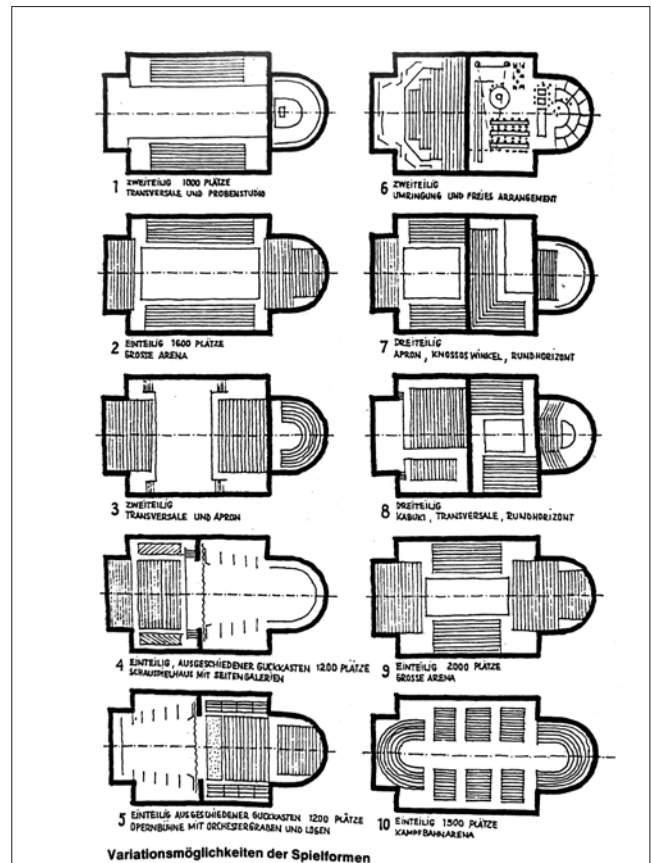 1 ZWEITEILIG 1000 PLÄTZE
TRANSVERSALE UND PROBENSTUDIO
2 EINTEILIG 1600 PLÄTZE
GROSSE ARENA
3 ZWEITEILIG
TRANSVERSALE UND APRON
4 EINTEILIG, AUSGESCHIEDENER GUCKKASTEN 1200 PLÄTZE
SCHAUSPIELHAUS MIT SEITENGALERIEN
5 EINTEILIG AUSGESCHIEDENER GUCKKASTEN 1200 PLÄTZE
OPERNBÜHNE MIT ORCHESTERGRABEN UND LOGEN
6 ZWEITEILIG
UMRINGUNG UND FREIES ARRANGEMENT
7 DREITEILIG
APRON, KNOSSOS WINKEL, RUNDHORIZONT
8 DREITEILIG
KABUKI, TRANSVERSALE, RUNDHORIZONT
9 EINTEILIG 2000 PLÄTZE
GROSSE ARENA
10 EINTEILIG 1500 PLÄTZE
KAMPFBAHNARENA
Variationsmöglichkeiten der Spielformen